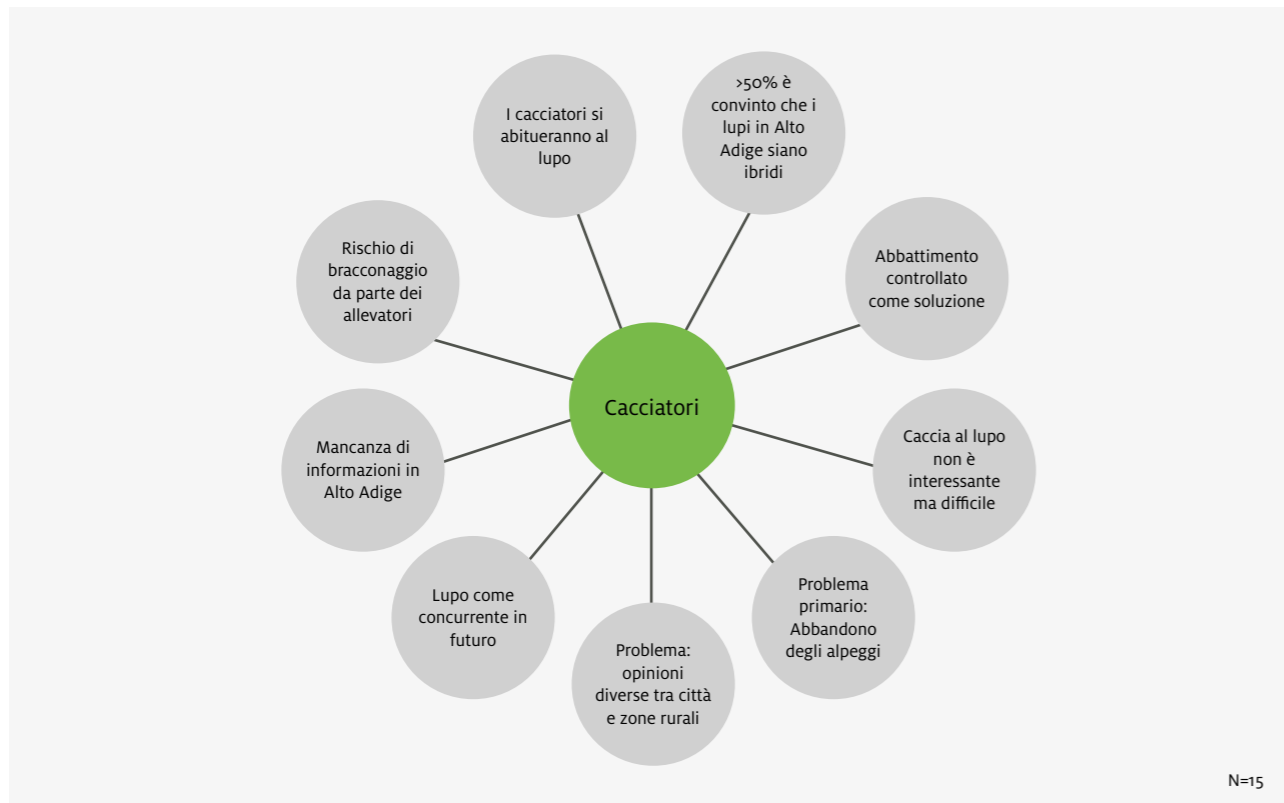 I cacciatori si
abitueranno al
lupo
>50% è
convinto che i
lupi in Alto
Adige siano
ibridi
Rischio di
bracconaggio
da parte dei
allevatori
Abbattimento
controllato
come soluzione
Cacciatori
Mancanza di
informazioni in
Alto Adige
Caccia al lupo
non è
interessante
ma difficile
Lupo come
concurrente in
futuro
Problema:
opinioni
diverse tra città
e zone rurali
Problema
primario:
Abbandono
degli alpeggi
N=15